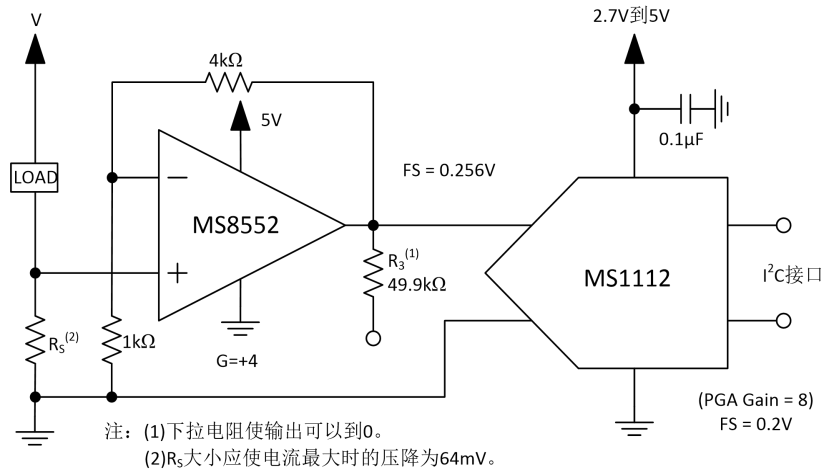 V
2.7V到5V
4kΩ
5V
0.1µF
LOAD
FS = 0.256V
MS8552
R3(1)
49.9kΩ
MS1112
I2C接口
RS(2)
1kΩ
G=+4
(PGA Gain = 8)
FS = 0.2V
注：(1)下拉电阻使输出可以到0。
(2)RS大小应使电流最大时的压降为64mV。